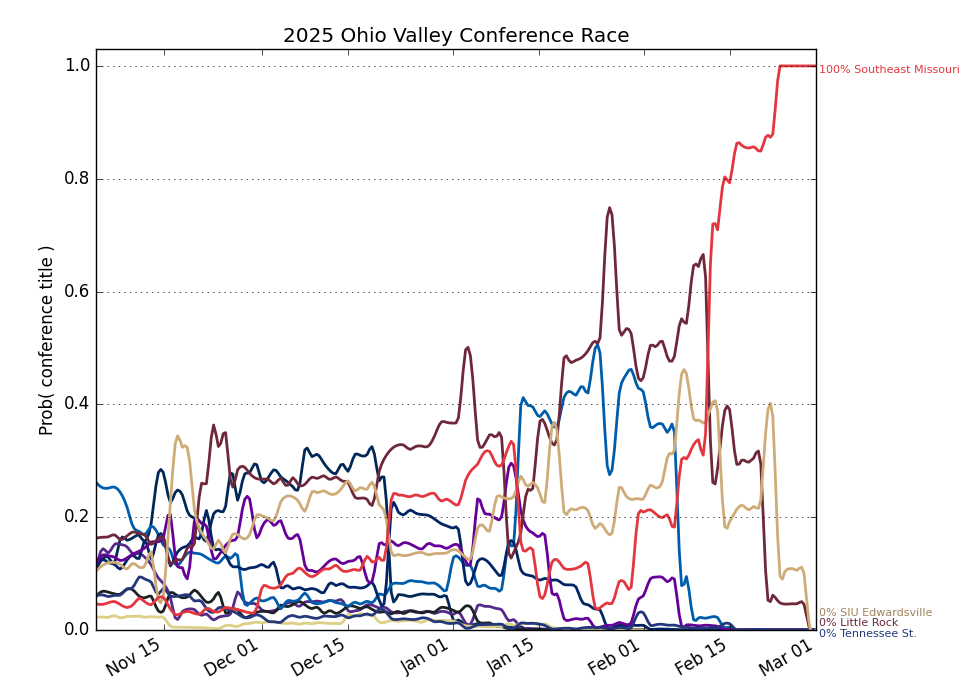 2025 Ohio Valley Conference Race
Prob( conference title )
1.0
0.8
0.6
0.4
0.2
0.0
100% Southeast Missouri
0% SIU Edwardsville
0% Little Rock
0% Tennessee St.
Nov 15
Dec 01
Dec 15
Jan 01
Jan 15
Feb 01
Feb 15
Mar 01